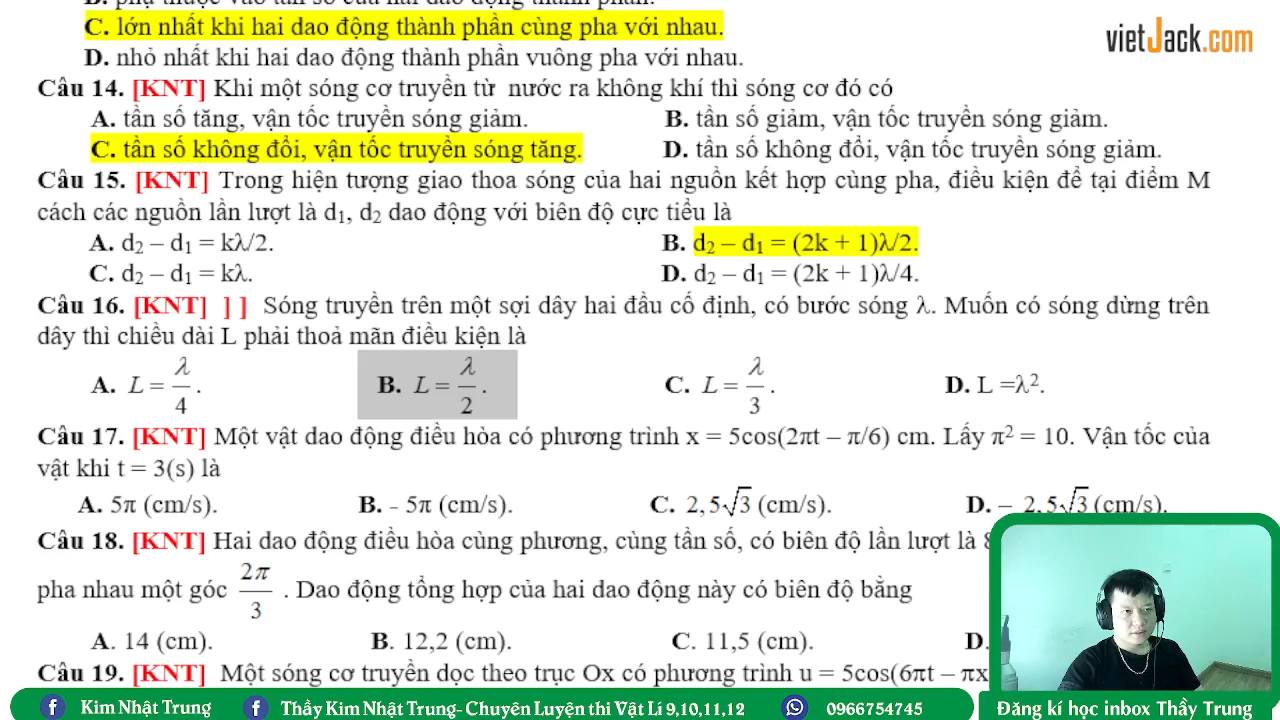 C. lớn nhất khi hai dao động thành phần cùng pha với nhau.
vietJack.com
D. nhỏ nhất khi hai dao động thành phần vuông pha với nhau.
Câu 14. [KNT] Khi một sóng cơ truyền từ nước ra không khí thì sóng cơ đó có
A. tần số tăng, vận tốc truyền sóng giảm. B. tần số giảm, vận tốc truyền sóng giảm.
C. tần số không đổi, vận tốc truyền sóng tăng. D. tần số không đổi, vận tốc truyền sóng giảm.
Câu 15. [KNT] Trong hiện tượng giao thoa sóng của hai nguồn kết hợp cùng pha, điều kiện để tại điểm M
cách các nguồn lần lượt là d₁, d₂ dao động với biên độ cực tiểu là
A. d₂ – d₁ = kλ/2. B. d₂ – d₁ = (2k + 1)λ/2.
C. d₂ – d₁ = kλ. D. d₂ – d₁ = (2k + 1)λ/4.
Câu 16. [KNT] ] ] Sóng truyền trên một sợi dây hai đầu cố định, có bước sóng λ. Muốn có sóng dừng trên
dây thì chiều dài L phải thoả mãn điều kiện là
A. L = λ/4. B. L = λ/2. C. L = λ/3. D. L =λ².
Câu 17. [KNT] Một vật dao động điều hòa có phương trình x = 5cos(2πt – π/6) cm. Lấy π² = 10. Vận tốc của
vật khi t = 3(s) là
A. 5π (cm/s). B. - 5π (cm/s). C. 2,5√3 (cm/s). D. – 2,5√3 (cm/s).
Câu 18. [KNT] Hai dao động điều hòa cùng phương, cùng tần số, có biên độ lần lượt là
pha nhau một góc 2π/3 . Dao động tổng hợp của hai dao động này có biên độ bằng
A. 14 (cm). B. 12,2 (cm). C. 11,5 (cm). D.
Câu 19. [KNT] Một sóng cơ truyền dọc theo trục Ox có phương trình u = 5cos(6πt – πx
Kim Nhật Trung Thầy Kim Nhật Trung- Chuyên Luyện thi Vật Lí 9,10,11,12 0966754745 Đăng kí học inbox Thầy Trung